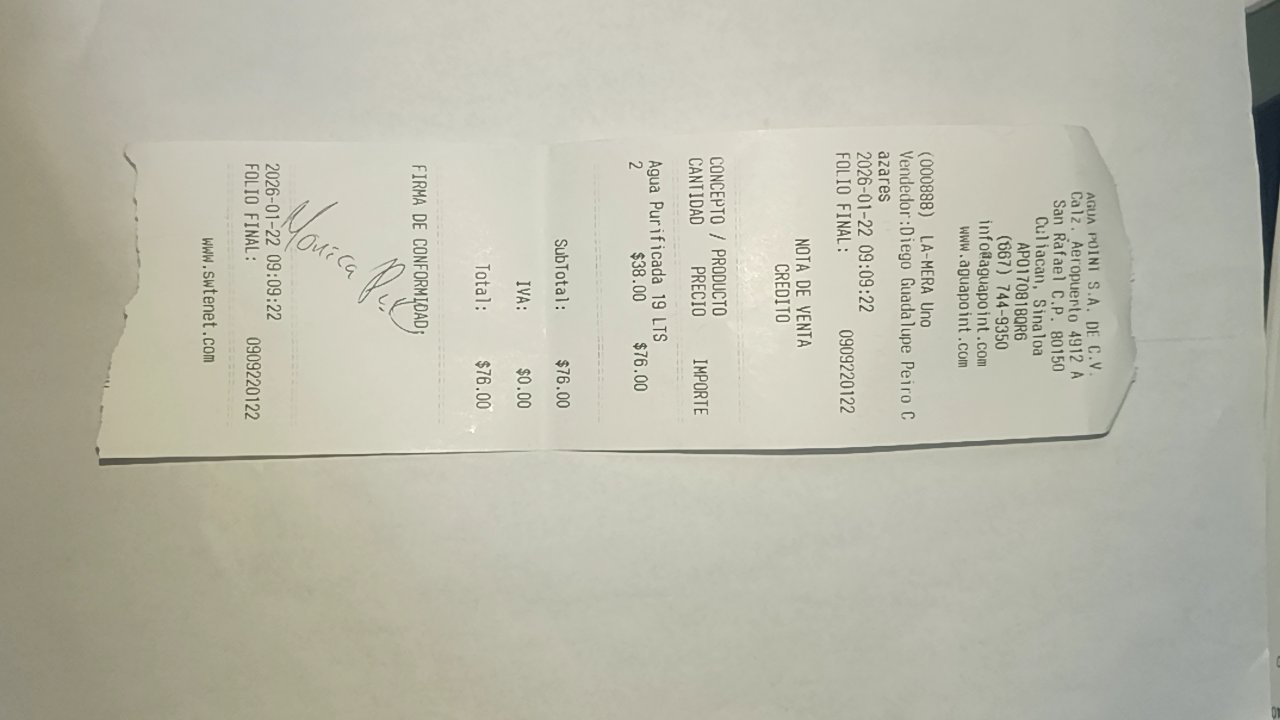 AGUA POINT S.A. DE C.V.
Calz. Aeropuerto 4912 A
San Rafael C.P. 80150
Culiacan, Sinaloa
APO170818QR6
(667) 744-9350
info@aguapoint.com
www.aguapoint.com
(000888) LA-MERA Uno
Vendedor:Diego Guadalupe Peiro C
azares
2026-01-22 09:09:22
FOLIO FINAL: 0909220122
NOTA DE VENTA
CREDITO
CONCEPTO / PRODUCTO
CANTIDAD PRECIO IMPORTE
Agua Purificada 19 LTS
2 $38.00 $76.00
SubTotal: $76.00
IVA: $0.00
Total: $76.00
FIRMA DE CONFORMIDAD:
Monica
2026-01-22 09:09:22
FOLIO FINAL: 0909220122
www.swtenet.com